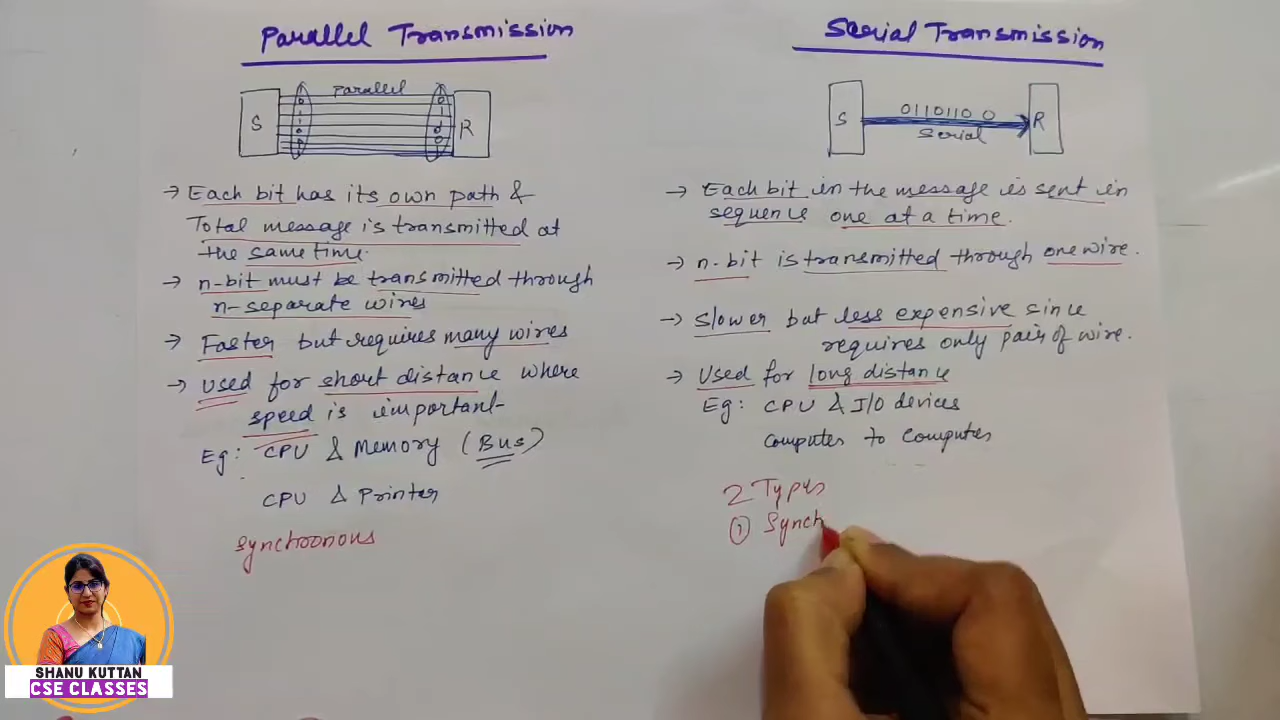 Parallel Transmission
S
Parallel
R
→ Each bit has its own path &
Total message is transmitted at
the same time.
→ n-bit must be transmitted through
n-separate wires
→ Faster but requires many wires
→ Used for short distance where
speed is important
Eg: CPU & Memory (Bus)
CPU & Printer
synchronous
Serial Transmission
S
0110110 0
Serial
R
→ Each bit in the message is sent in
sequence one at a time.
→ n-bit is transmitted through one wire.
→ Slower but less expensive since
requires only pair of wire.
→ Used for long distance
Eg: CPU & I/O devices
Computer to Computer
2 Types
① Synch
SHANU KUTTAN
CSE CLASSES